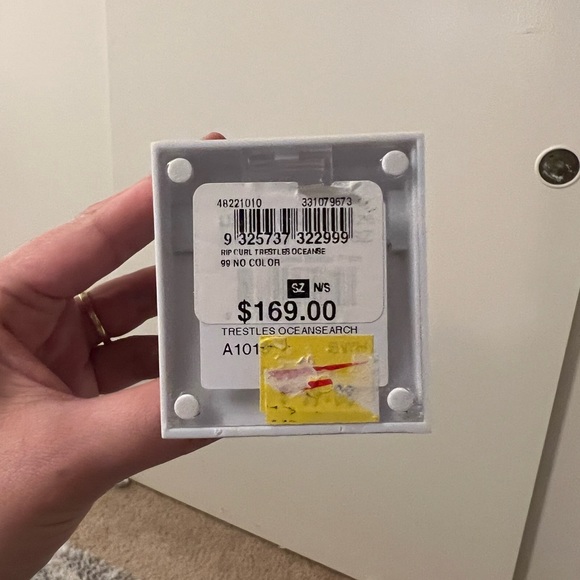 48221010 331079673
9 325737 322999
RIP CURL TRESTLES OCEANSE
99 NO COLOR
SZ N/S
$169.00
TRESTLES OCEANSEARCH